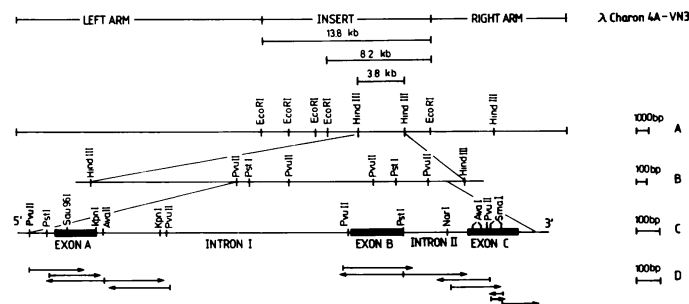 LEFT ARM INSERT RIGHT ARM λ Charon 4A-VN3
13.8 kb
8.2 kb
3.8 kb
EcoRI EcoRI EcoRI EcoRI Hind III Hind III EcoRI Hind III 1000bp
A
Hind III PvuII Pst I PvuII PvuII Pst I PvuII Hind III 100bp
B
5' PvuII PstI Sau96I KpnI AvaII KpnI PvuII PvuII PstI NarI AvaI PvuII SmaI 3' 100bp
C
EXON A INTRON I EXON B INTRON II EXON C
100bp
D